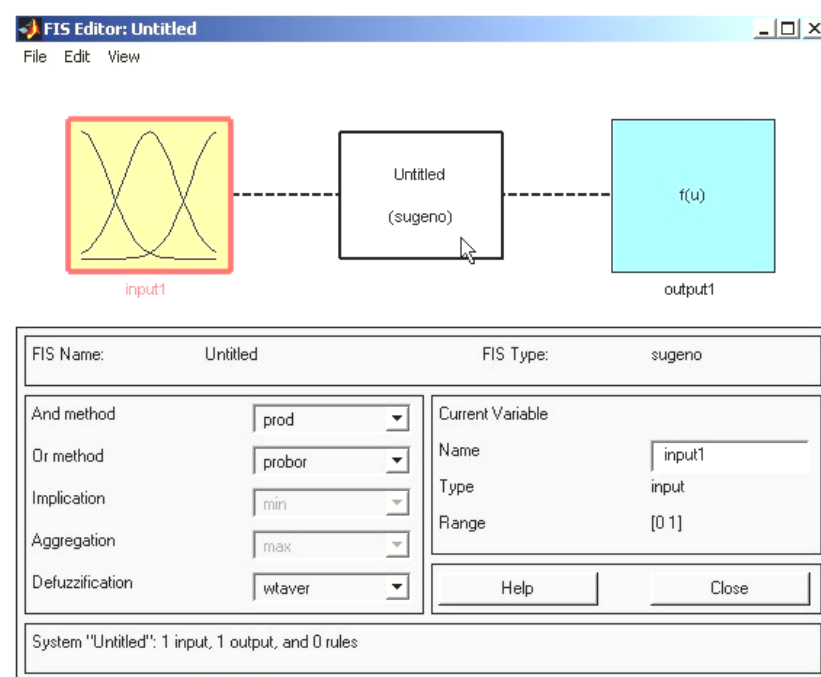 FIS Editor: Untitled
File Edit View
Untitled
(sugeno)
f(u)
input1
output1
FIS Name: Untitled FIS Type: sugeno
And method prod
Or method probor
Implication min
Aggregation max
Defuzzification wtaver
Current Variable
Name input1
Type input
Range [0 1]
Help Close
System "Untitled": 1 input, 1 output, and 0 rules